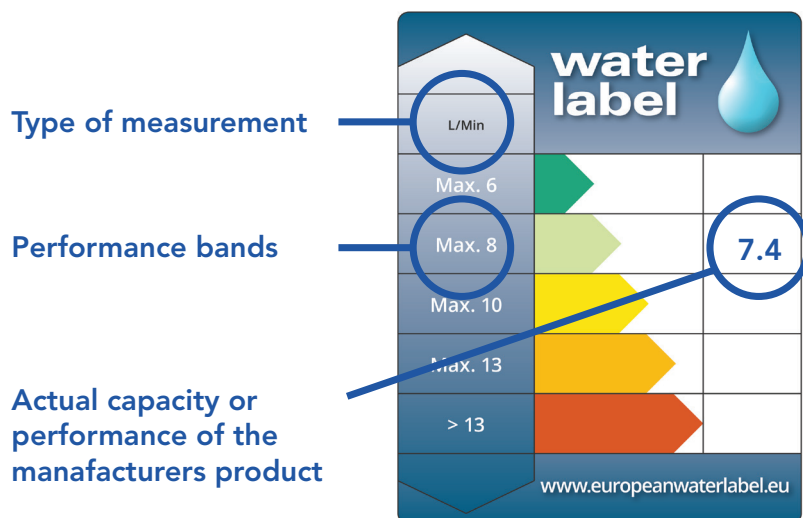 water
label
Type of measurement
L/Min
Max. 6
Performance bands
Max. 8
7.4
Max. 10
Max. 13
Actual capacity or
performance of the
manafacturers product
> 13
www.europeanwaterlabel.eu